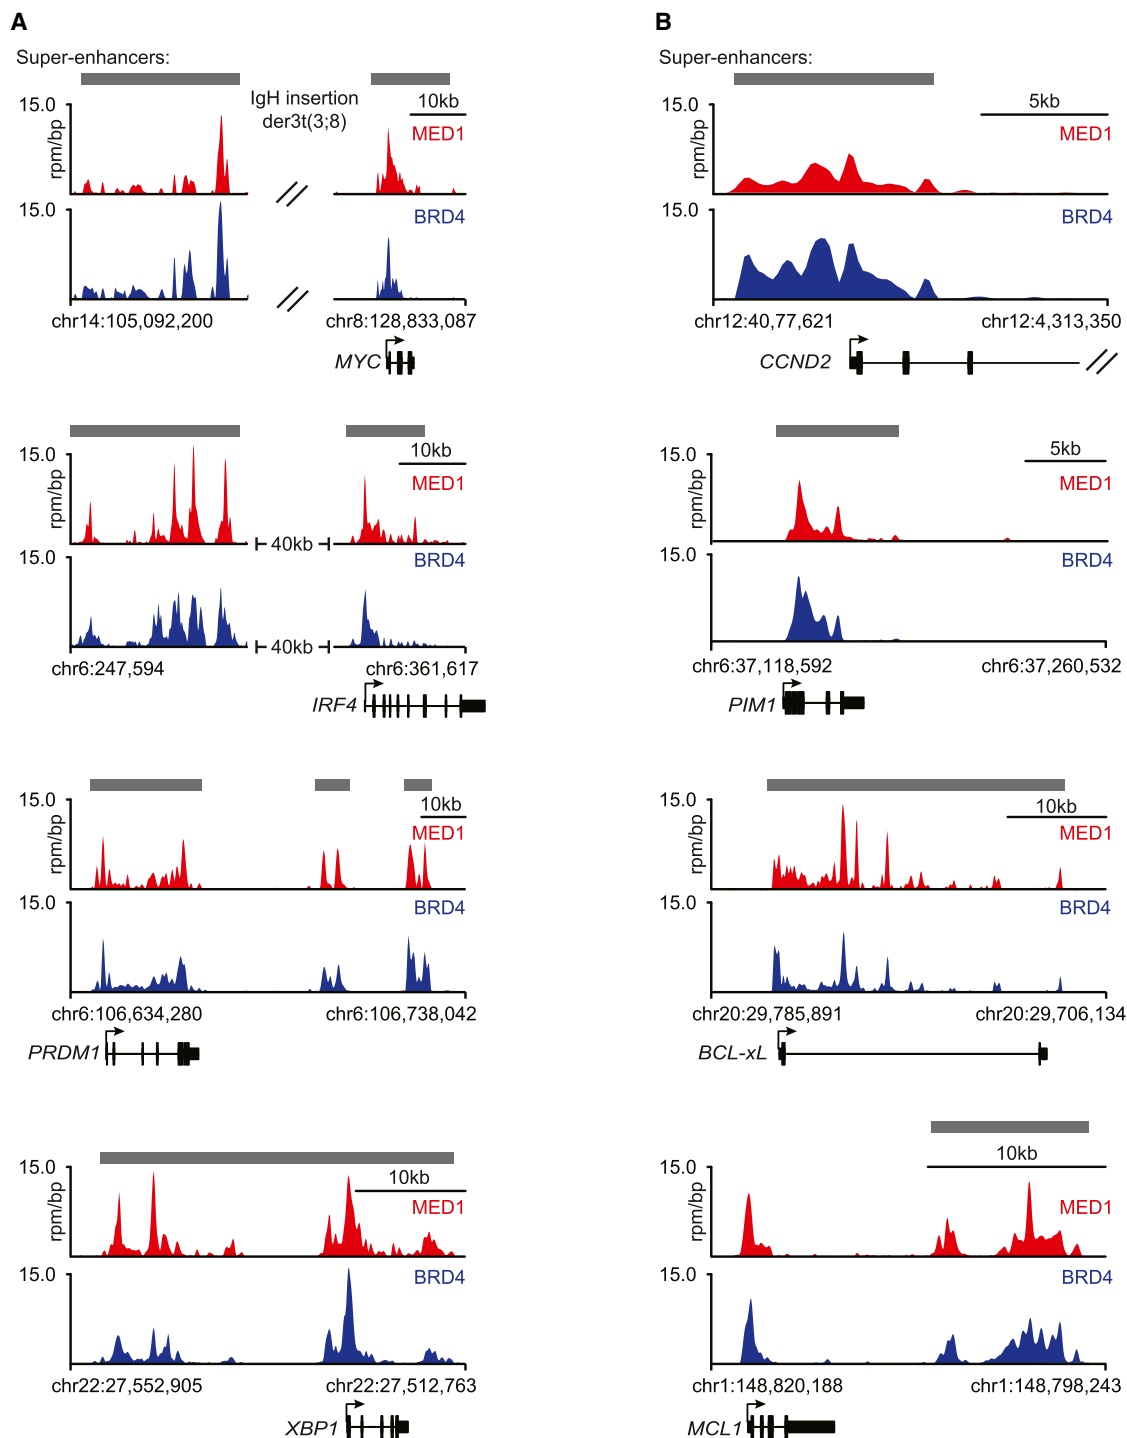 A
Super-enhancers:
15.0
rpm/bp
IgH insertion
der3t(3;8)
10kb
MED1
15.0
BRD4
chr14:105,092,200
chr8:128,833,087
MYC
15.0
rpm/bp
10kb
MED1
40kb
15.0
BRD4
40kb
chr6:247,594
chr6:361,617
IRF4
15.0
rpm/bp
10kb
MED1
15.0
BRD4
chr6:106,634,280
chr6:106,738,042
PRDM1
15.0
rpm/bp
10kb
MED1
15.0
BRD4
chr22:27,552,905
chr22:27,512,763
XBP1
B
Super-enhancers:
15.0
rpm/bp
5kb
MED1
15.0
BRD4
chr12:40,77,621
chr12:4,313,350
CCND2
15.0
rpm/bp
5kb
MED1
15.0
BRD4
chr6:37,118,592
chr6:37,260,532
PIM1
15.0
rpm/bp
10kb
MED1
15.0
BRD4
chr20:29,785,891
chr20:29,706,134
BCL-xL
15.0
rpm/bp
10kb
MED1
15.0
BRD4
chr1:148,820,188
chr1:148,798,243
MCL1